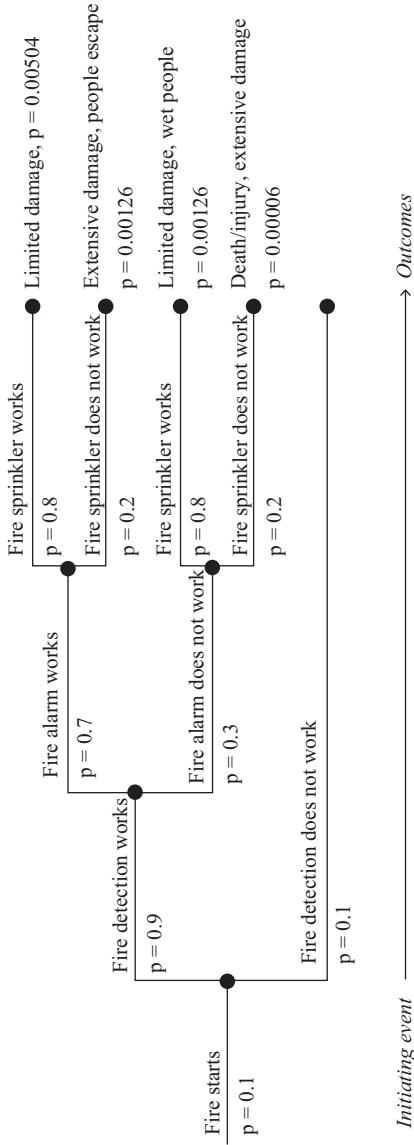 Fire starts
p = 0.1
Fire detection works
p = 0.9
Fire detection does not work
p = 0.1
Fire alarm works
p = 0.7
Fire alarm does not work
p = 0.3
Fire sprinkler works
p = 0.8
Fire sprinkler does not work
p = 0.2
Fire sprinkler works
p = 0.8
Fire sprinkler does not work
p = 0.2
Limited damage, p = 0.00504
Extensive damage, people escape
p = 0.00126
Limited damage, wet people
p = 0.00126
Death/injury, extensive damage
p = 0.00006
Initiating event
Outcomes